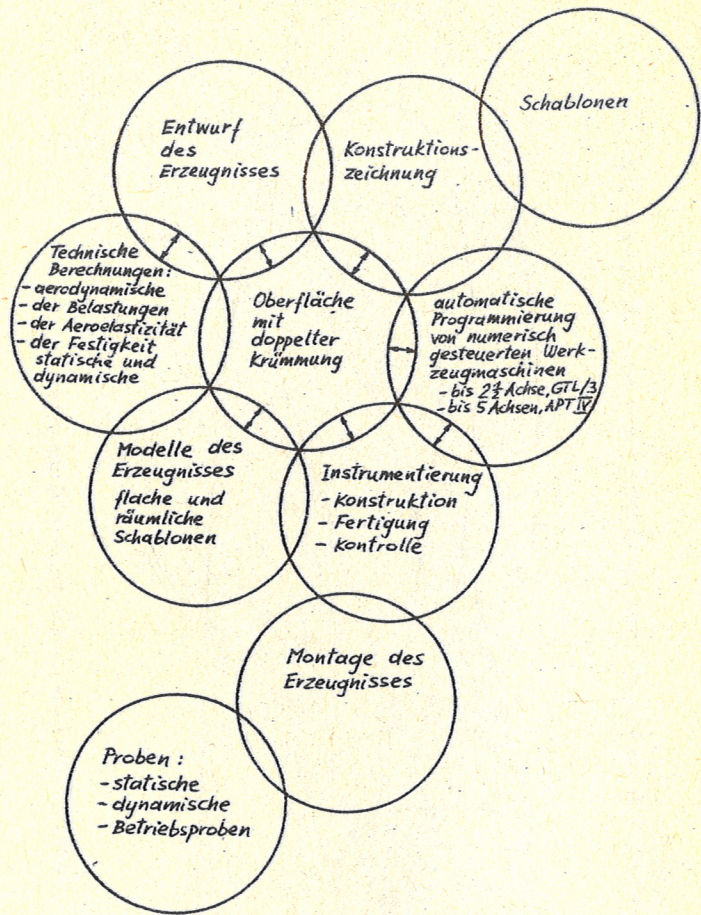 Schablonen
Entwurf
des
Erzeugnisses
Konstruktions-
zeichnung
Technische
Berechnungen:
- aerodynamische
- der Belastungen
- der Aeroelastizität
- der Festigkeit
statische und
dynamische
Oberfläche
mit
doppelter
Krümmung
automatische
Programmierung
von numerisch
gesteuerten Werk-
zeugmaschinen
- bis 2½ Achse, GTL/3
- bis 5 Achsen, APT IV
Modelle des
Erzeugnisses
flache und
räumliche
Schablonen
Instrumentierung
- Konstruktion
- Fertigung
- Kontrolle
Montage des
Erzeugnisses
Proben:
- statische
- dynamische
- Betriebsproben